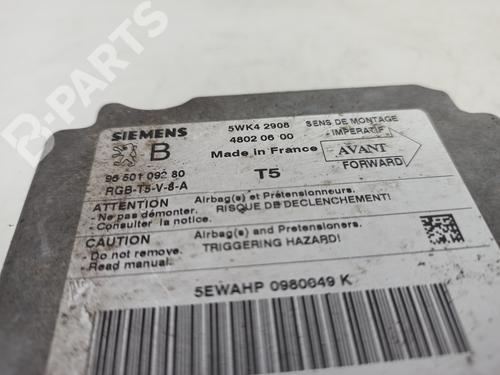 B-PARTS
SIEMENS
5WK4 2908
4802 06 00
SENS DE MONTAGE
IMPERATIF
B
Made in France
AVANT
FORWARD
96 501 092 80
T5
RGB-T5-V-8-A
ATTENTION
Airbag(s) et Prétensionneurs.
- Ne pas démonter.
RISQUE DE DECLENCHEMENT!
- Consulter la notice.
CAUTION
Airbag(s) and Pretensioners.
- Do not remove.
TRIGGERING HAZARD!
- Read manual.
5EWAHP 0980649 K